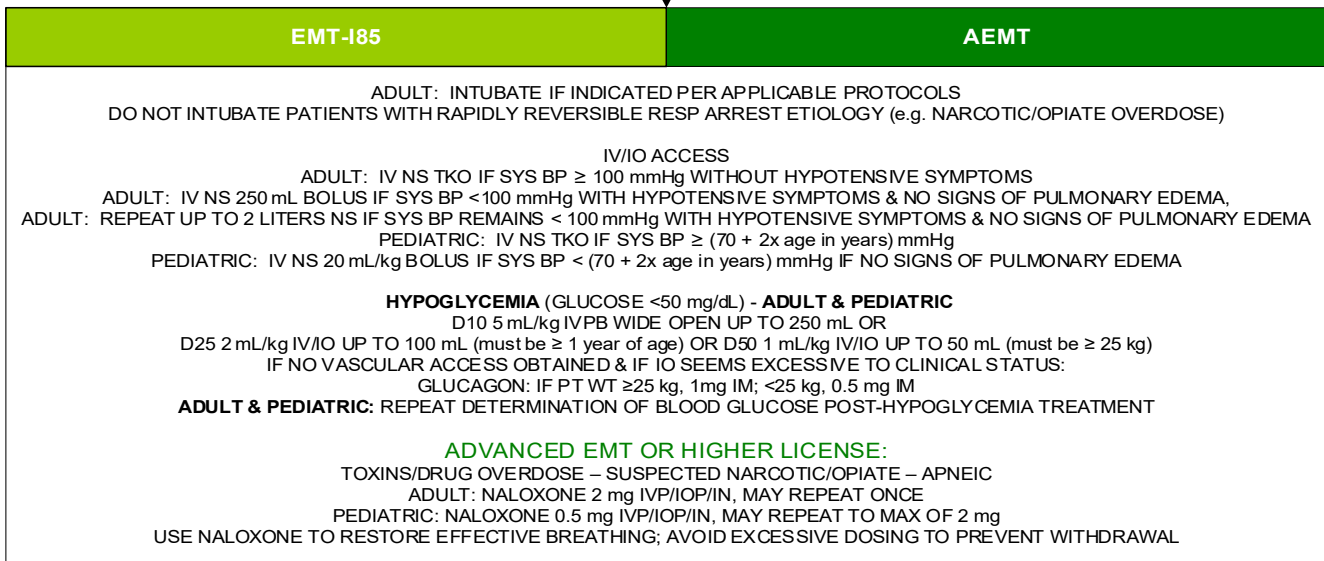 EMT-I85
AEMT
ADULT: INTUBATE IF INDICATED PER APPLICABLE PROTOCOLS
DO NOT INTUBATE PATIENTS WITH RAPIDLY REVERSIBLE RESP ARREST ETIOLOGY (e.g. NARCOTIC/OPIATE OVERDOSE)
IV/IO ACCESS
ADULT: IV NS TKO IF SYS BP ≥ 100 mmHg WITHOUT HYPOTENSIVE SYMPTOMS
ADULT: IV NS 250 mL BOLUS IF SYS BP <100 mmHg WITH HYPOTENSIVE SYMPTOMS & NO SIGNS OF PULMONARY EDEMA,
ADULT: REPEAT UP TO 2 LITERS NS IF SYS BP REMAINS < 100 mmHg WITH HYPOTENSIVE SYMPTOMS & NO SIGNS OF PULMONARY EDEMA
PEDIATRIC: IV NS TKO IF SYS BP ≥ (70 + 2x age in years) mmHg
PEDIATRIC: IV NS 20 mL/kg BOLUS IF SYS BP < (70 + 2x age in years) mmHg IF NO SIGNS OF PULMONARY EDEMA
HYPOGLYCEMIA (GLUCOSE <50 mg/dL) - ADULT & PEDIATRIC
D10 5 mL/kg IVPB WIDE OPEN UP TO 250 mL OR
D25 2 mL/kg IV/IO UP TO 100 mL (must be ≥ 1 year of age) OR D50 1 mL/kg IV/IO UP TO 50 mL (must be ≥ 25 kg)
IF NO VASCULAR ACCESS OBTAINED & IF IO SEEMS EXCESSIVE TO CLINICAL STATUS:
GLUCAGON: IF PT WT ≥25 kg, 1mg IM; <25 kg, 0.5 mg IM
ADULT & PEDIATRIC: REPEAT DETERMINATION OF BLOOD GLUCOSE POST-HYPOGLYCEMIA TREATMENT
ADVANCED EMT OR HIGHER LICENSE:
TOXINS/DRUG OVERDOSE – SUSPECTED NARCOTIC/OPIATE – APNEIC
ADULT: NALOXONE 2 mg IVP/IOP/IN, MAY REPEAT ONCE
PEDIATRIC: NALOXONE 0.5 mg IVP/IOP/IN, MAY REPEAT TO MAX OF 2 mg
USE NALOXONE TO RESTORE EFFECTIVE BREATHING; AVOID EXCESSIVE DOSING TO PREVENT WITHDRAWAL